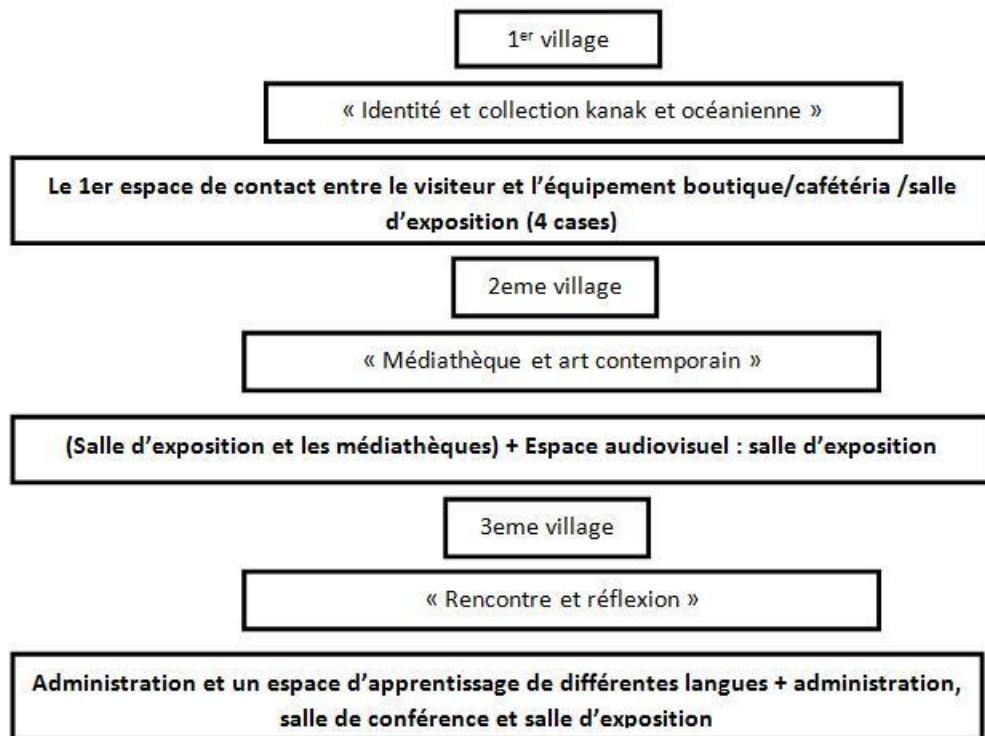 1er village
« Identité et collection kanak et océanienne »
Le 1er espace de contact entre le visiteur et l’équipement boutique/cafétéria /salle
d’exposition (4 cases)
2eme village
« Médiathèque et art contemporain »
(Salle d’exposition et les médiathèques) + Espace audiovisuel : salle d’exposition
3eme village
« Rencontre et réflexion »
Administration et un espace d’apprentissage de différentes langues + administration,
salle de conférence et salle d’exposition